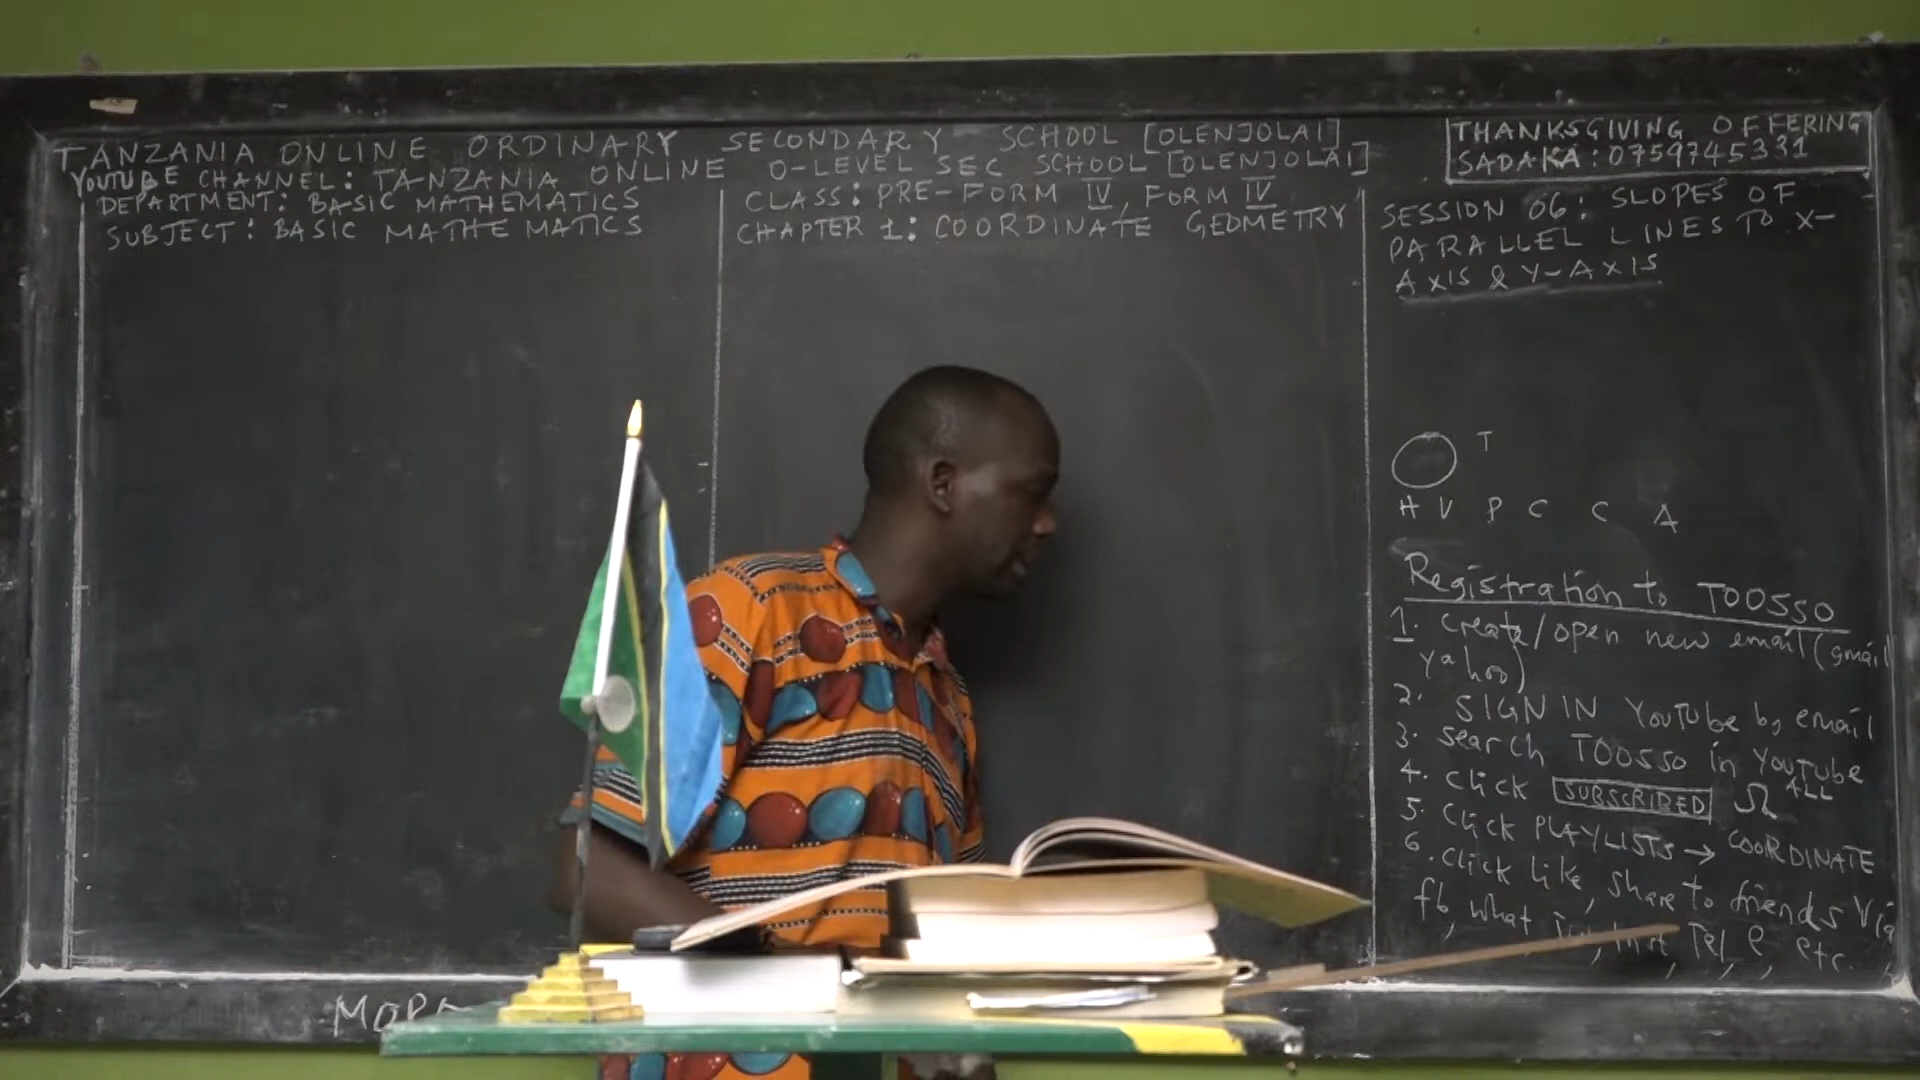 TANZANIA ONLINE ORDINARY SECONDARY SCHOOL [OLENJOLAI]
YOUTUBE CHANNEL: TANZANIA ONLINE O-LEVEL SEC SCHOOL [OLENJOLAI]
DEPARTMENT: BASIC MATHEMATICS
SUBJECT: BASIC MATHEMATICS
CLASS: PRE-FORM IV, FORM IV
CHAPTER 1: COORDINATE GEOMETRY
THANKSGIVING OFFERING
SADAKA: 0759745331
SESSION 06: SLOPES OF
PARALLEL LINES TO X-
AXIS & Y-AXIS
T
H V P C C A
Registration to TOOSSO
1. Create/open new email (gmail
yahoo)
2. SIGN IN YouTube by email
3. search TOOSSO in YouTube
4. Click SUBSCRIBED ALL
5. Click PLAYLISTS → COORDINATE
6. Click like, share to friends Via
fb, what etc.